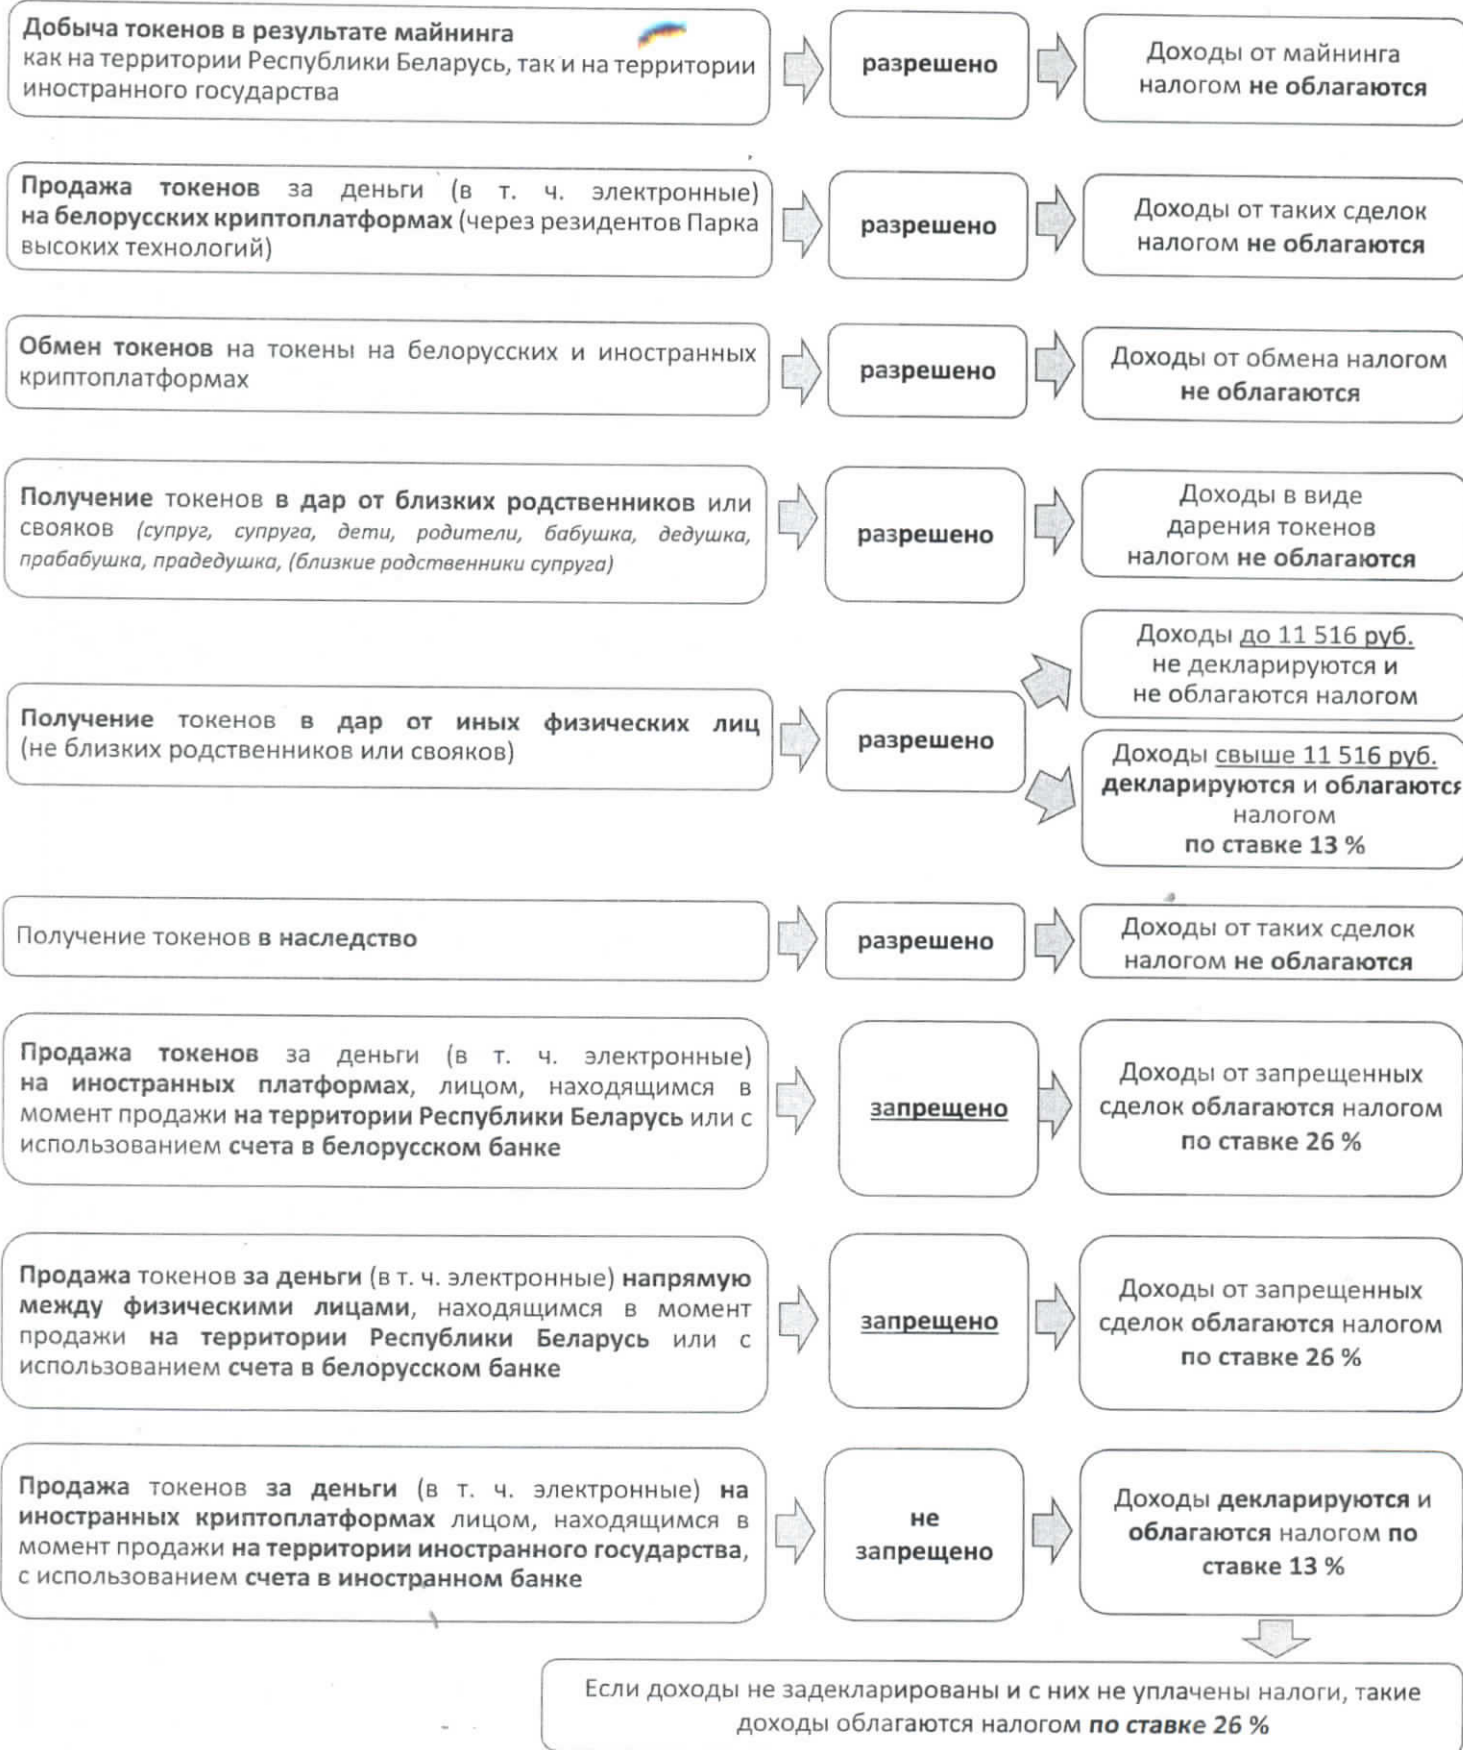 Добыча токенов в результате майнинга
как на территории Республики Беларусь, так и на территории
иностранного государства
разрешено
Доходы от майнинга
налогом не облагаются
Продажа токенов за деньги (в т. ч. электронные)
на белорусских криптоплатформах (через резидентов Парка
высоких технологий)
разрешено
Доходы от таких сделок
налогом не облагаются
Обмен токенов на токены на белорусских и иностранных
криптоплатформах
разрешено
Доходы от обмена налогом
не облагаются
Получение токенов в дар от близких родственников или
свояков (супруг, супруга, дети, родители, бабушка, дедушка,
прабабушка, прадедушка, (близкие родственники супруга)
разрешено
Доходы в виде
дарения токенов
налогом не облагаются
Получение токенов в дар от иных физических лиц
(не близких родственников или свояков)
разрешено
Доходы до 11 516 руб.
не декларируются и
не облагаются налогом
Доходы свыше 11 516 руб.
декларируются и облагаются
налогом
по ставке 13 %
Получение токенов в наследство
разрешено
Доходы от таких сделок
налогом не облагаются
Продажа токенов за деньги (в т. ч. электронные)
на иностранных платформах, лицом, находящимся в
момент продажи на территории Республики Беларусь или с
использованием счета в белорусском банке
запрещено
Доходы от запрещенных
сделок облагаются налогом
по ставке 26 %
Продажа токенов за деньги (в т. ч. электронные) напрямую
между физическими лицами, находящимся в момент
продажи на территории Республики Беларусь или с
использованием счета в белорусском банке
запрещено
Доходы от запрещенных
сделок облагаются налогом
по ставке 26 %
Продажа токенов за деньги (в т. ч. электронные) на
иностранных криптоплатформах лицом, находящимся в
момент продажи на территории иностранного государства,
с использованием счета в иностранном банке
не
запрещено
Доходы декларируются и
облагаются налогом по
ставке 13 %
Если доходы не задекларированы и с них не уплачены налоги, такие
доходы облагаются налогом по ставке 26 %